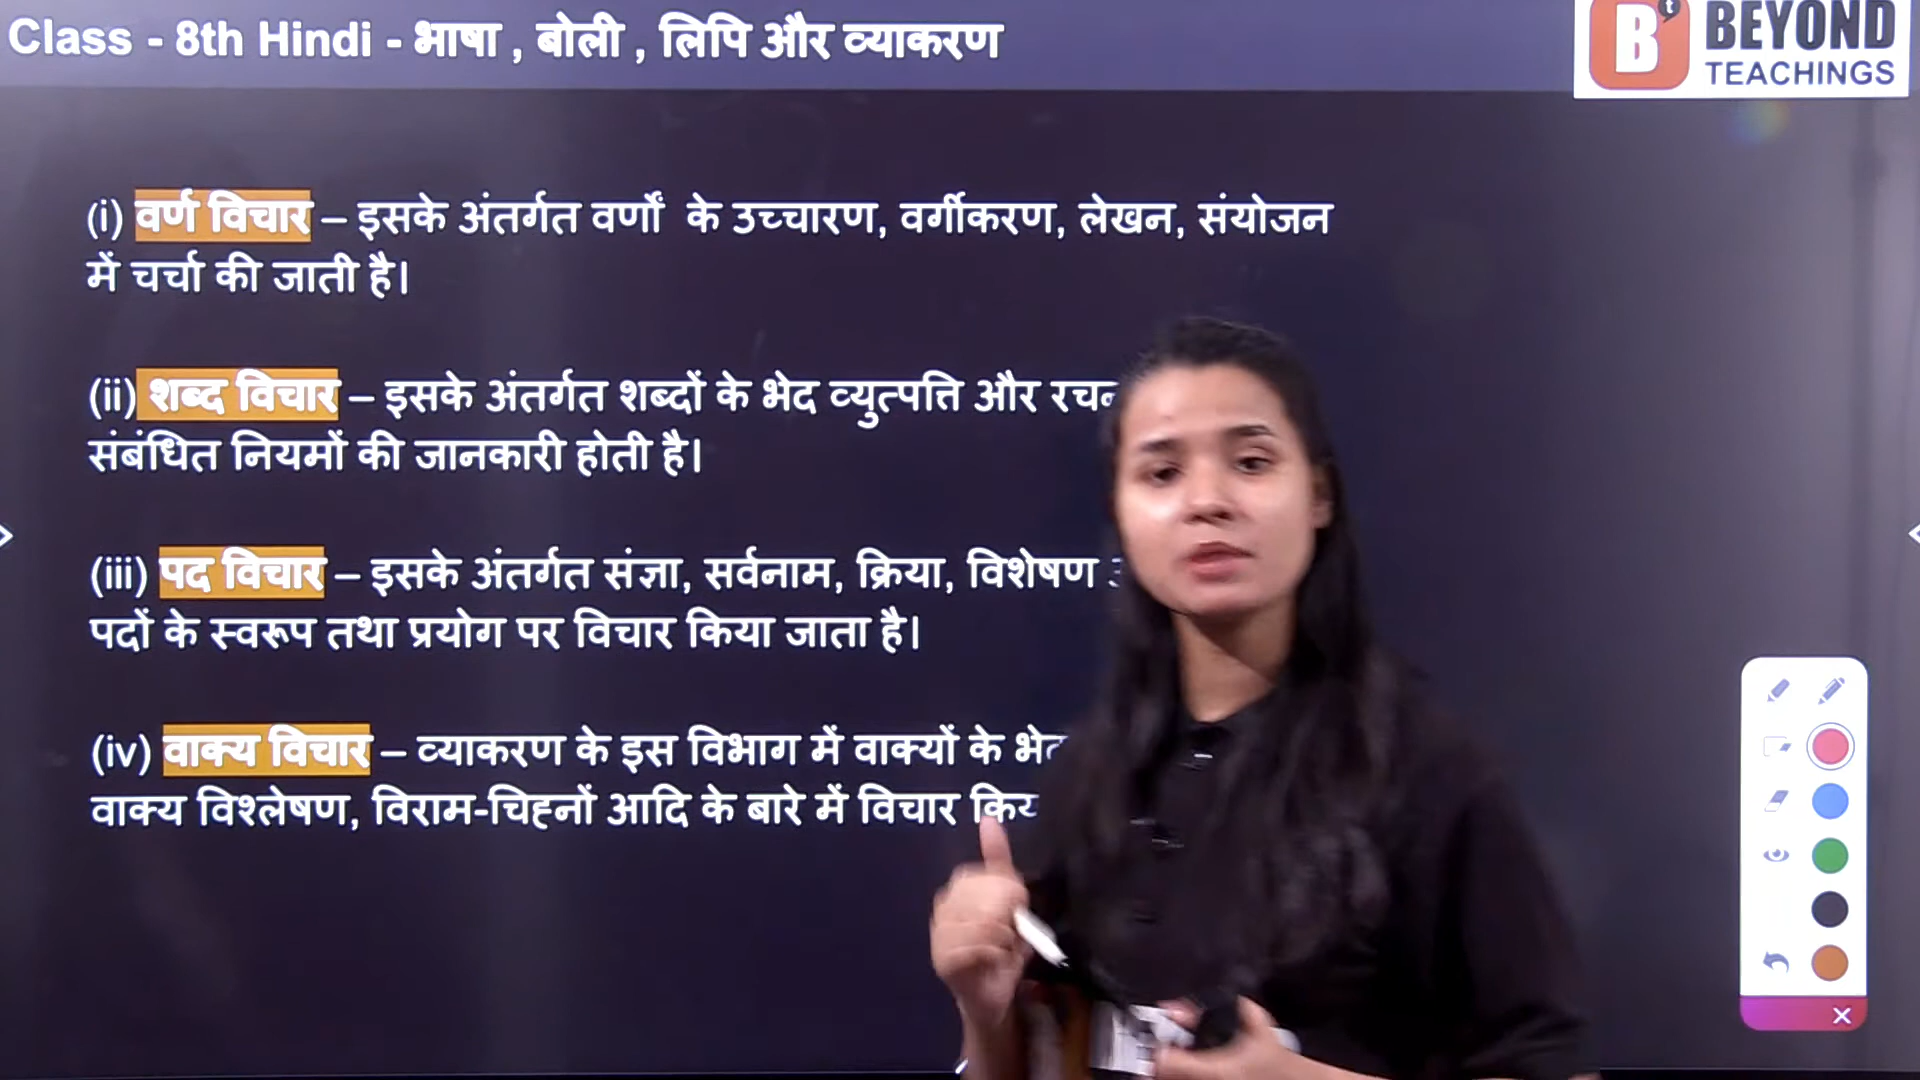 Class - 8th Hindi - भाषा , बोली , लिपि और व्याकरण
BEYOND
TEACHINGS
(i) वर्ण विचार – इसके अंतर्गत वर्णों के उच्चारण, वर्गीकरण, लेखन, संयोजन
में चर्चा की जाती है।
(ii) शब्द विचार – इसके अंतर्गत शब्दों के भेद व्युत्पत्ति और
संबंधित नियमों की जानकारी होती है।
(iii) पद विचार – इसके अंतर्गत संज्ञा, सर्वनाम, क्रिया, विशेषण
पदों के स्वरूप तथा प्रयोग पर विचार किया जाता है।
(iv) वाक्य विचार – व्याकरण के इस विभाग में वाक्यों के
वाक्य विश्लेषण, विराम-चिह्नों आदि के बारे में विचार